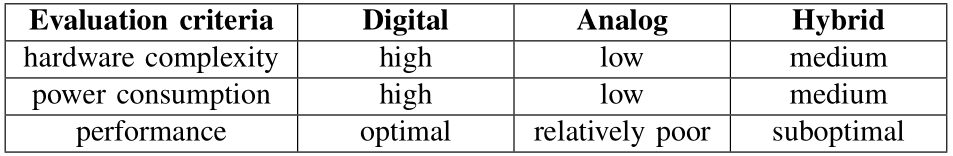 Evaluation criteria Digital Analog Hybrid
hardware complexity high low medium
power consumption high low medium
performance optimal relatively poor suboptimal